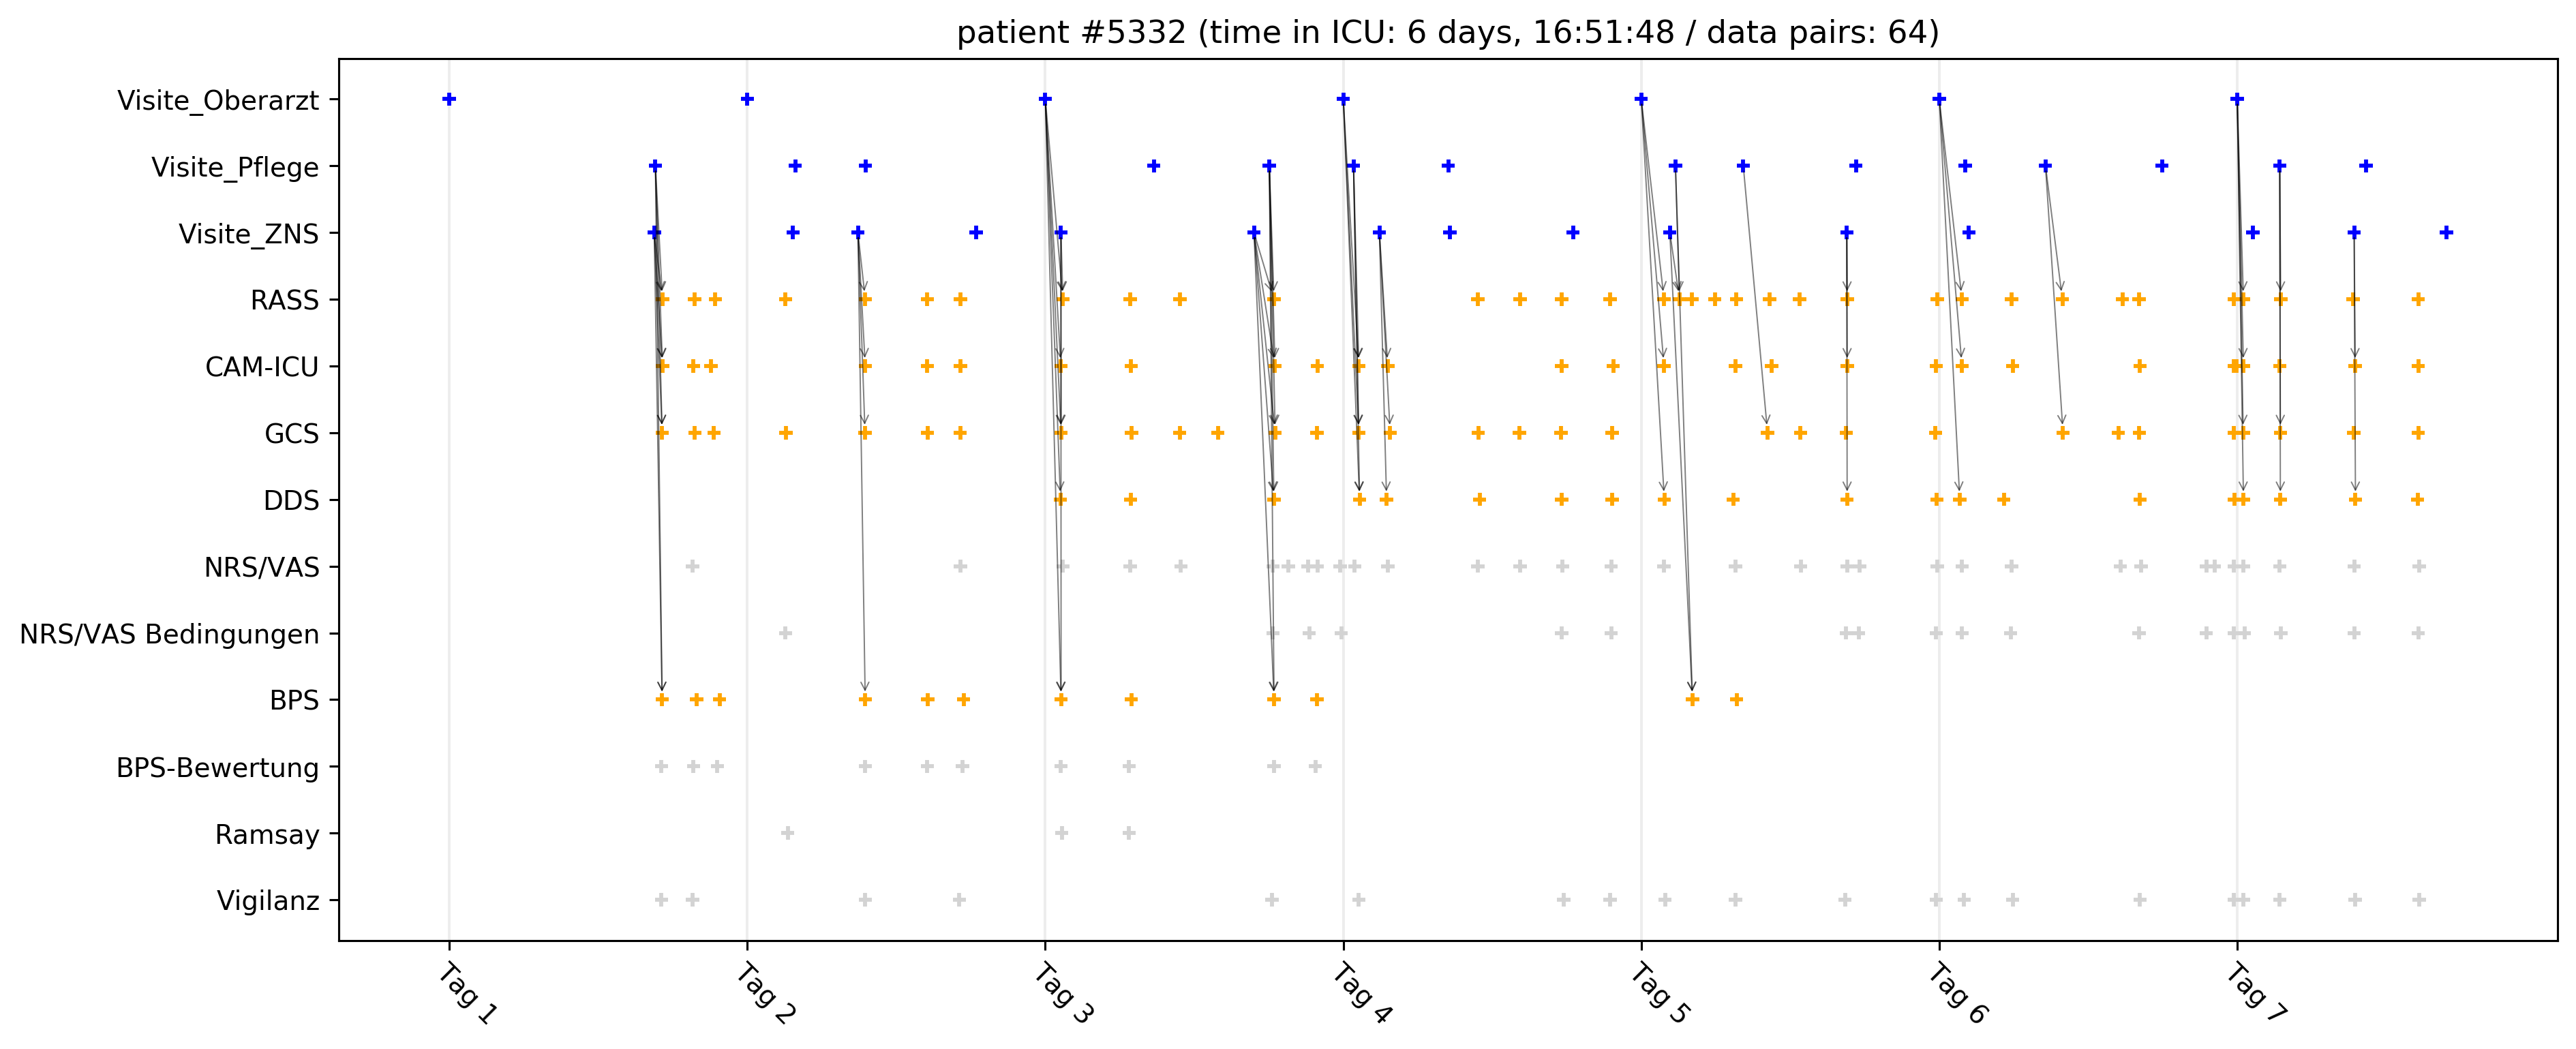 patient #5332 (time in ICU: 6 days, 16:51:48 / data pairs: 64)
Visite_Oberarzt
Visite_Pflege
Visite_ZNS
RASS
CAM-ICU
GCS
DDS
NRS/VAS
NRS/VAS Bedingungen
BPS
BPS-Bewertung
Ramsay
Vigilanz
Tag 1
Tag 2
Tag 3
Tag 4
Tag 5
Tag 6
Tag 7